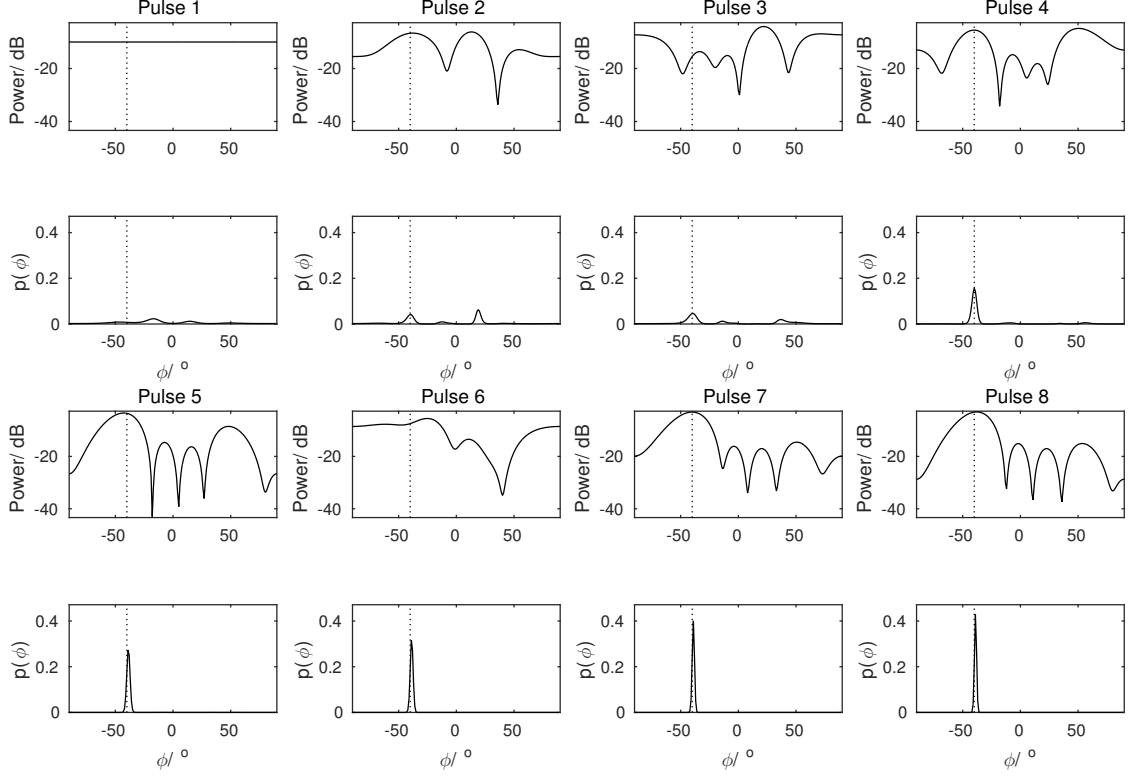 Pulse 1 Pulse 2 Pulse 3 Pulse 4
Power/ dB Power/ dB Power/ dB Power/ dB
-20 -20 -20 -20
-40 -40 -40 -40
-50 0 50 -50 0 50 -50 0 50 -50 0 50
p(ϕ) p(ϕ) p(ϕ) p(ϕ)
0.4 0.4 0.4 0.4
0.2 0.2 0.2 0.2
0 0 0 0
-50 0 50 -50 0 50 -50 0 50 -50 0 50
ϕ/ º ϕ/ º ϕ/ º ϕ/ º
Pulse 5 Pulse 6 Pulse 7 Pulse 8
Power/ dB Power/ dB Power/ dB Power/ dB
-20 -20 -20 -20
-40 -40 -40 -40
-50 0 50 -50 0 50 -50 0 50 -50 0 50
p(ϕ) p(ϕ) p(ϕ) p(ϕ)
0.4 0.4 0.4 0.4
0.2 0.2 0.2 0.2
0 0 0 0
-50 0 50 -50 0 50 -50 0 50 -50 0 50
ϕ/ º ϕ/ º ϕ/ º ϕ/ º